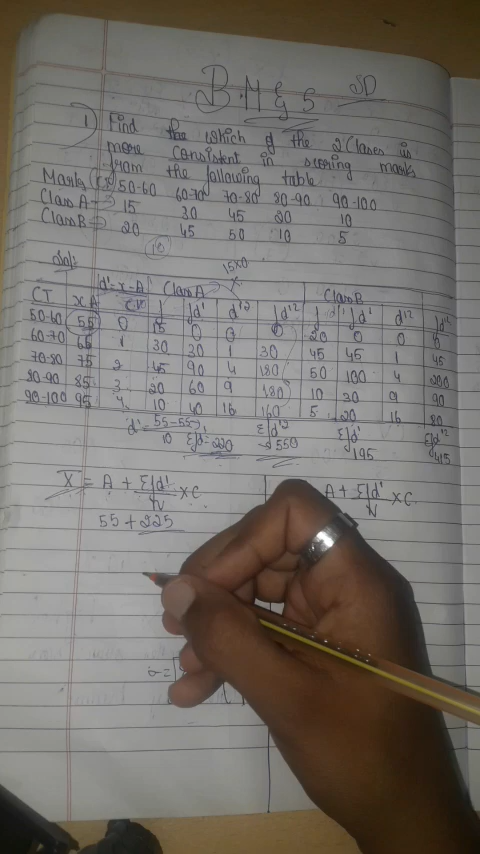 B.M & S SD
1) Find the which of the 2 Classes is
more consistent in scoring marks
from the following table
Marks (CI) 50-60 60-70 70-80 80-90 90-100
Class A 15 30 45 20 10
Class B 20 45 50 10 5
10
15x0
Sol:
d'=x-A Class A Class B
CI x A f fd' d'2 fd'2 f fd' d'2 fd'2
50-60 55 0 15 0 0 0 20 0 0 0
60-70 65 1 30 30 1 30 45 45 1 45
70-80 75 2 45 90 4 180 50 100 4 200
80-90 85 3 20 60 9 180 10 20 9 90
90-100 95 4 10 40 16 160 5 20 16 80
d' = 55-55 Σfd'2 Σfd' Σfd'2
10 Σfd'=220 550 195 415
X = A + Σfd' xC A + Σfd' xC
N N
55 + 225
σ=